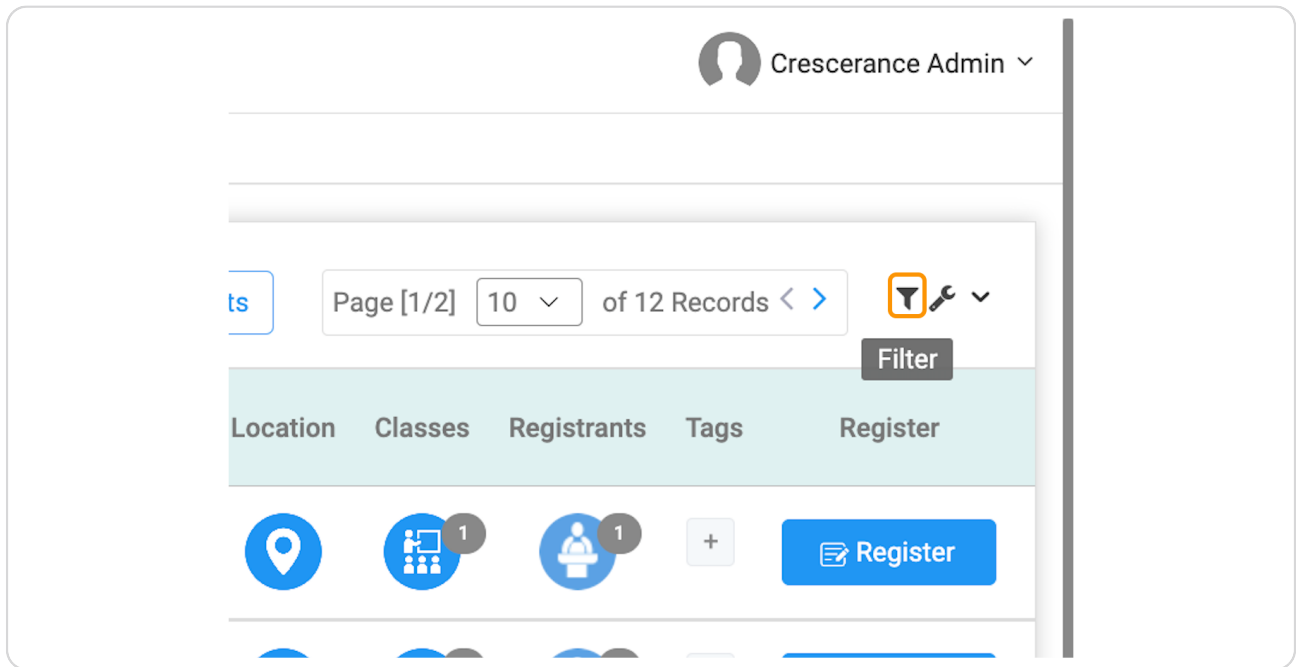 Crescerance Admin
ts
Page [1/2] 10 of 12 Records
Filter
Location Classes Registrants Tags Register
1 1 + Register